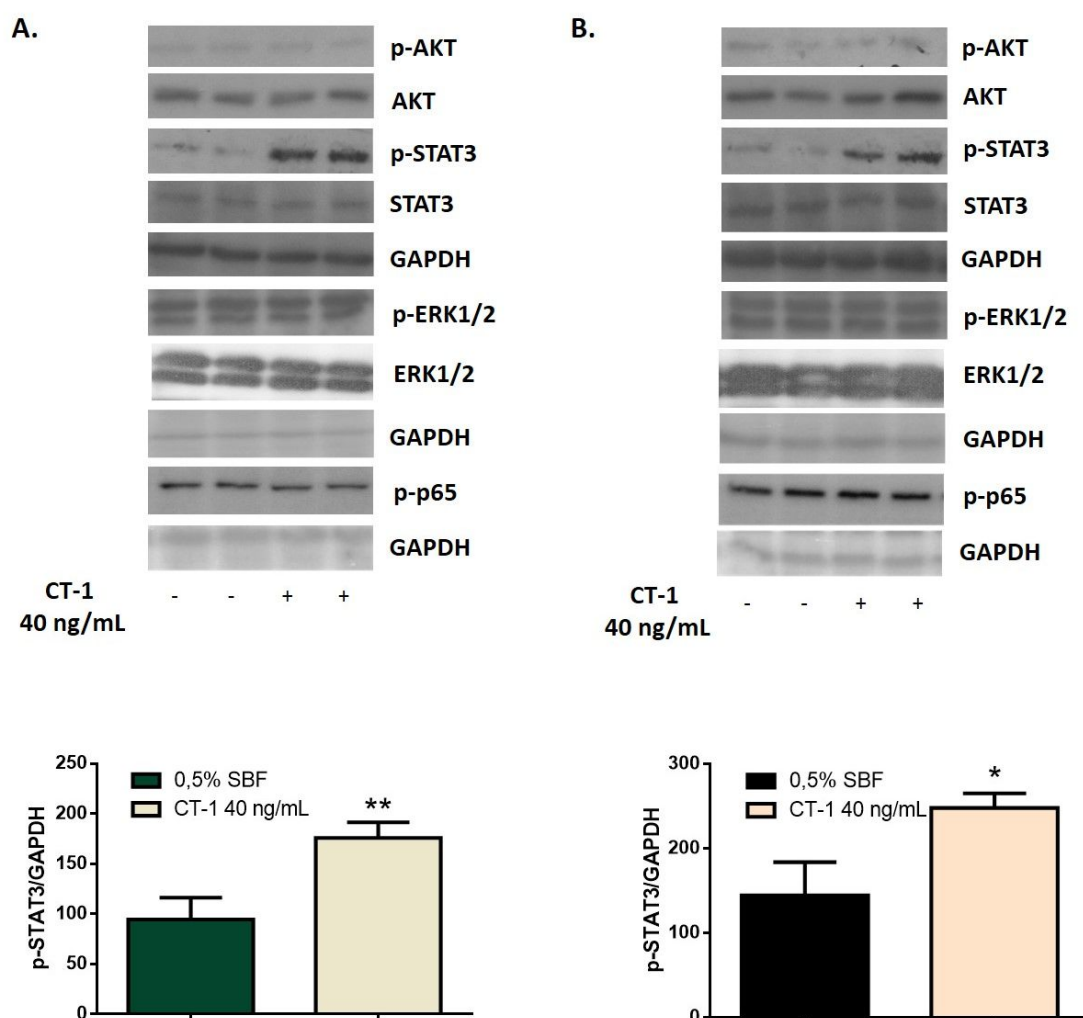 A.
p-AKT
AKT
p-STAT3
STAT3
GAPDH
p-ERK1/2
ERK1/2
GAPDH
p-p65
GAPDH
CT-1
40 ng/mL
- - + +
B.
p-AKT
AKT
p-STAT3
STAT3
GAPDH
p-ERK1/2
ERK1/2
GAPDH
p-p65
GAPDH
CT-1
40 ng/mL
- - + +
p-STAT3/GAPDH
250
200
150
100
50
0
0,5% SBF
CT-1 40 ng/mL
**
p-STAT3/GAPDH
300
200
100
0
0,5% SBF
CT-1 40 ng/mL
*